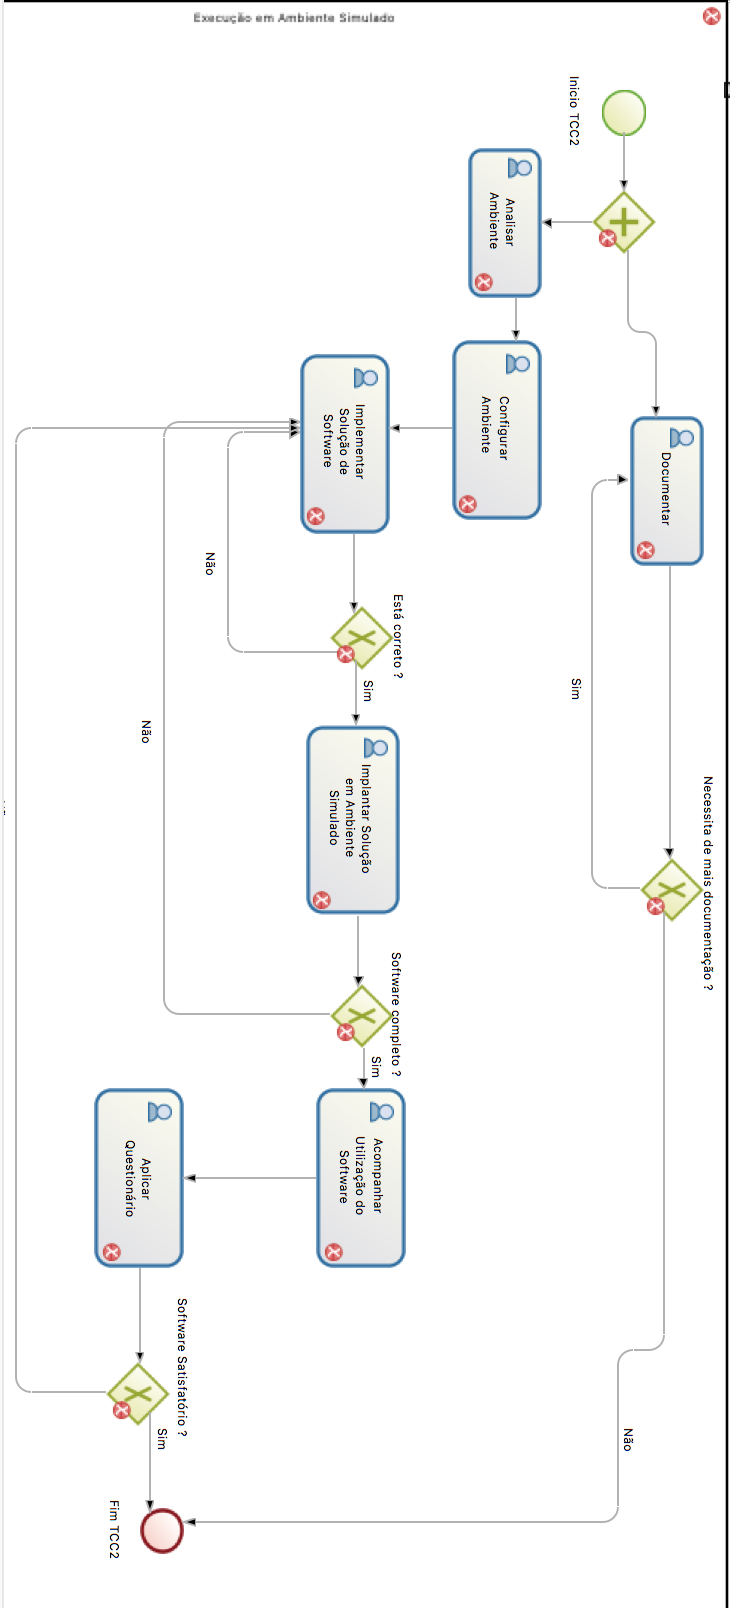 Execução em Ambiente Simulado
Inicio TCC2
Analisar
Ambiente
Configurar
Ambiente
Documentar
Implementar
Solução de
Software
Está correto ?
Não
Sim
Sim
Necessita de mais documentação ?
Não
Implantar Solução
em Ambiente
Simulado
Software completo ?
Sim
Acompanhar
Utilização do
Software
Aplicar
Questionário
Software Satisfatório ?
Sim
Não
Fim TCC2